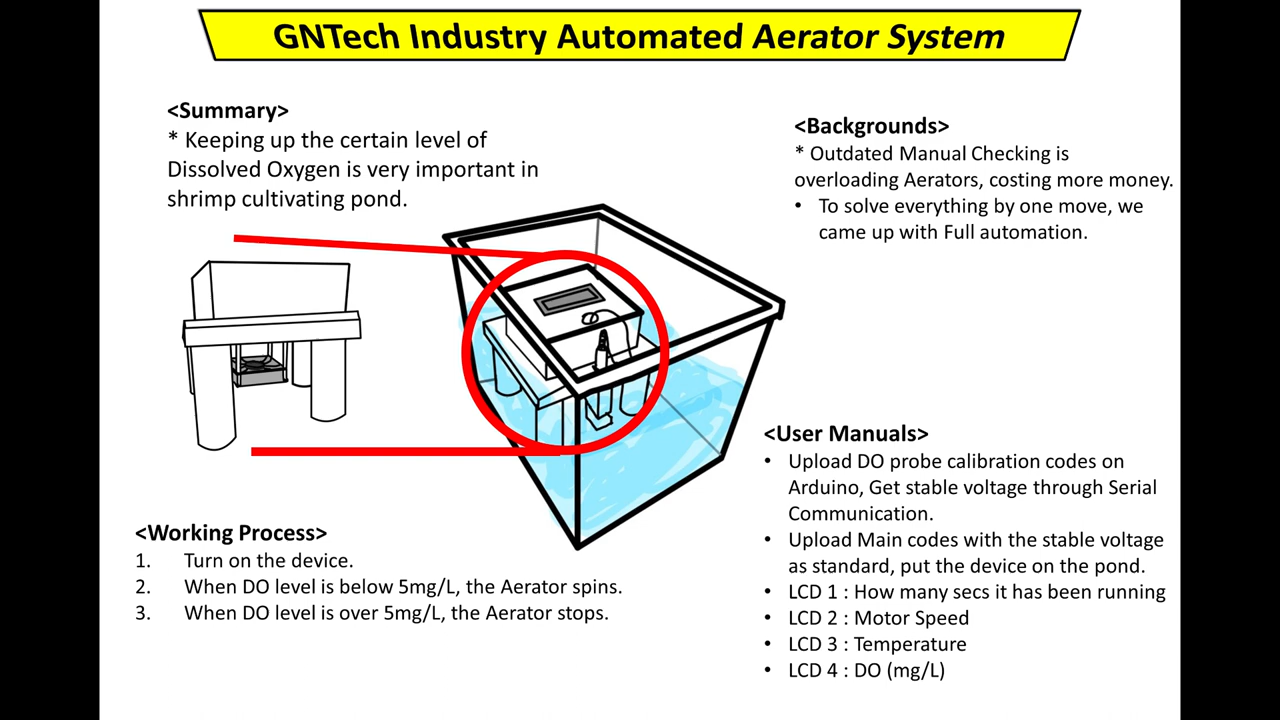 GNTech Industry Automated Aerator System
<Summary>
* Keeping up the certain level of
Dissolved Oxygen is very important in
shrimp cultivating pond.
<Backgrounds>
* Outdated Manual Checking is
overloading Aerators, costing more money.
• To solve everything by one move, we
came up with Full automation.
<Working Process>
1. Turn on the device.
2. When DO level is below 5mg/L, the Aerator spins.
3. When DO level is over 5mg/L, the Aerator stops.
<User Manuals>
• Upload DO probe calibration codes on
Arduino, Get stable voltage through Serial
Communication.
• Upload Main codes with the stable voltage
as standard, put the device on the pond.
• LCD 1 : How many secs it has been running
• LCD 2 : Motor Speed
• LCD 3 : Temperature
• LCD 4 : DO (mg/L)